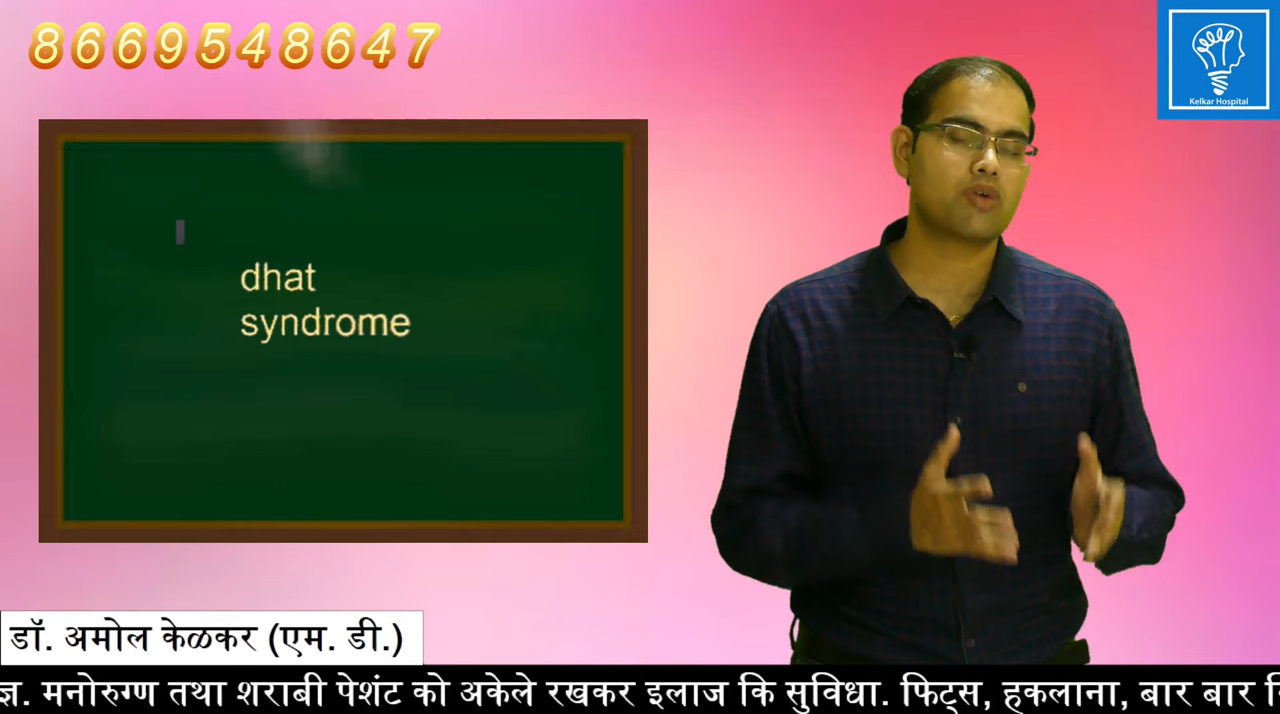 8669548647
Kelkar Hospital
dhat
syndrome
डॉ. अमोल केळकर (एम. डी.)
ज्ञ. मनोरुग्ण तथा शराबी पेशंट को अकेले रखकर इलाज कि सुविधा. फिट्स, हकलाना, बार बार